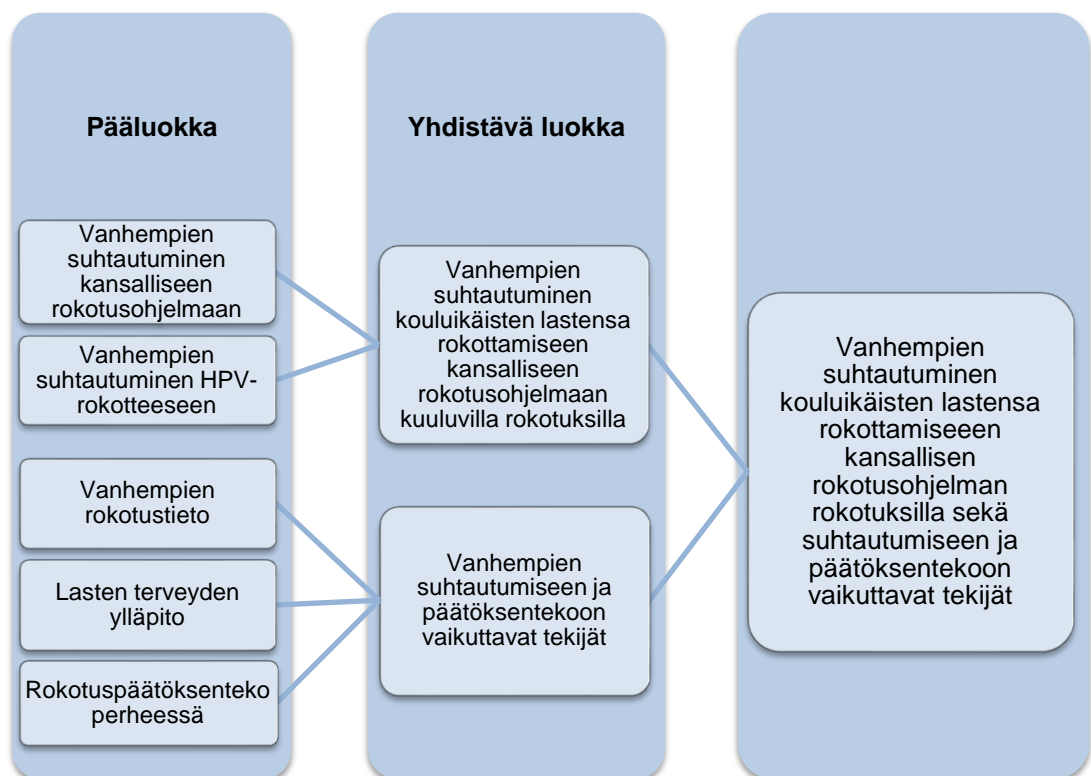 Pääluokka
Vanhempien
suhtautuminen
kansalliseen
rokotusohjelmaan
Vanhempien
suhtautuminen HPV-
rokotteeseen
Vanhempien
rokotustieto
Lasten terveyden
ylläpito
Rokotuspäätöksenteko
perheessä
Yhdistävä luokka
Vanhempien
suhtautuminen
kouluikäisten lastensa
rokottamiseen
kansalliseen
rokotusohjelmaan
kuuluvilla rokotuksilla
Vanhempien
suhtautumiseen ja
päätöksentekoon
vaikuttavat tekijät
Vanhempien
suhtautuminen
kouluikäisten lastensa
rokottamiseeen
kansallisen
rokotusohjelman
rokotuksilla sekä
suhtautumiseen ja
päätöksentekoon
vaikuttavat tekijät